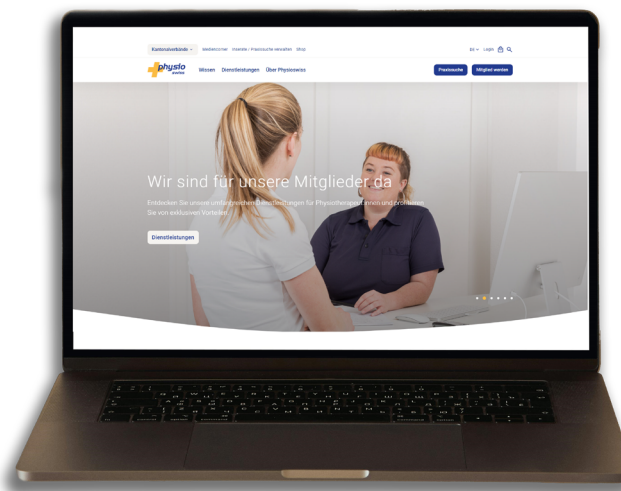 Kantonalverbände
Mediencorner Inserate / Praxissuche verwalten Shop
DE Login
physio
swiss
Wissen Dienstleistungen Über Physioswiss
Praxissuche Mitglied werden
Wir sind für unsere Mitglieder da
Entdecken Sie unsere umfangreichen Dienstleistungen für Physiotherapeut:innen und profitieren
Sie von exklusiven Vorteilen.
Dienstleistungen